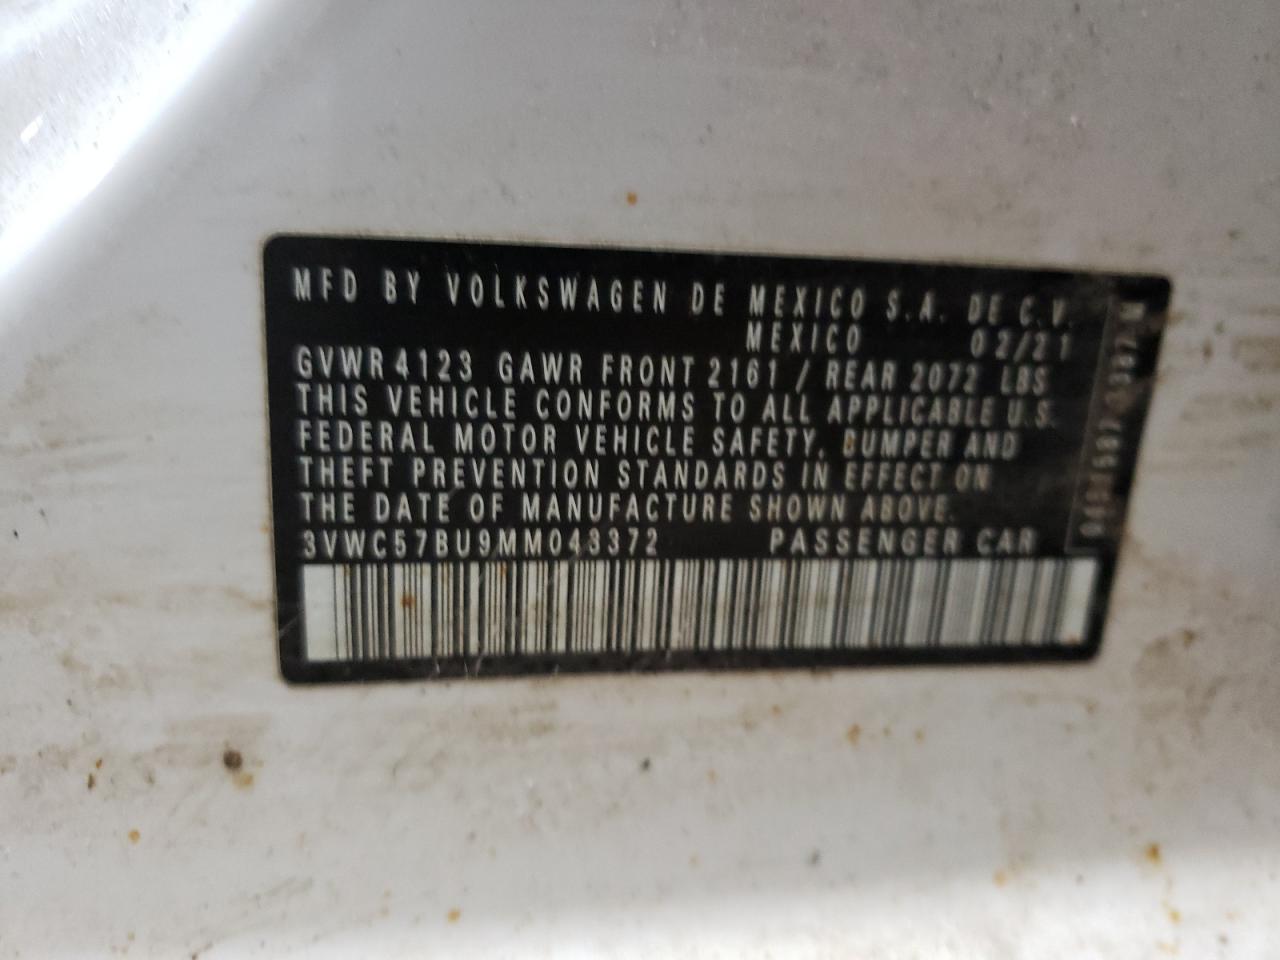 MFD BY VOLKSWAGEN DE MEXICO S.A. DE C.V.
MEXICO 02/21
GVWR 4123 GAWR FRONT 2161 / REAR 2072 LBS
THIS VEHICLE CONFORMS TO ALL APPLICABLE U.S.
FEDERAL MOTOR VEHICLE SAFETY, BUMPER AND
THEFT PREVENTION STANDARDS IN EFFECT ON
THE DATE OF MANUFACTURE SHOWN ABOVE.
3VWC57BU9MM043372 PASSENGER CAR